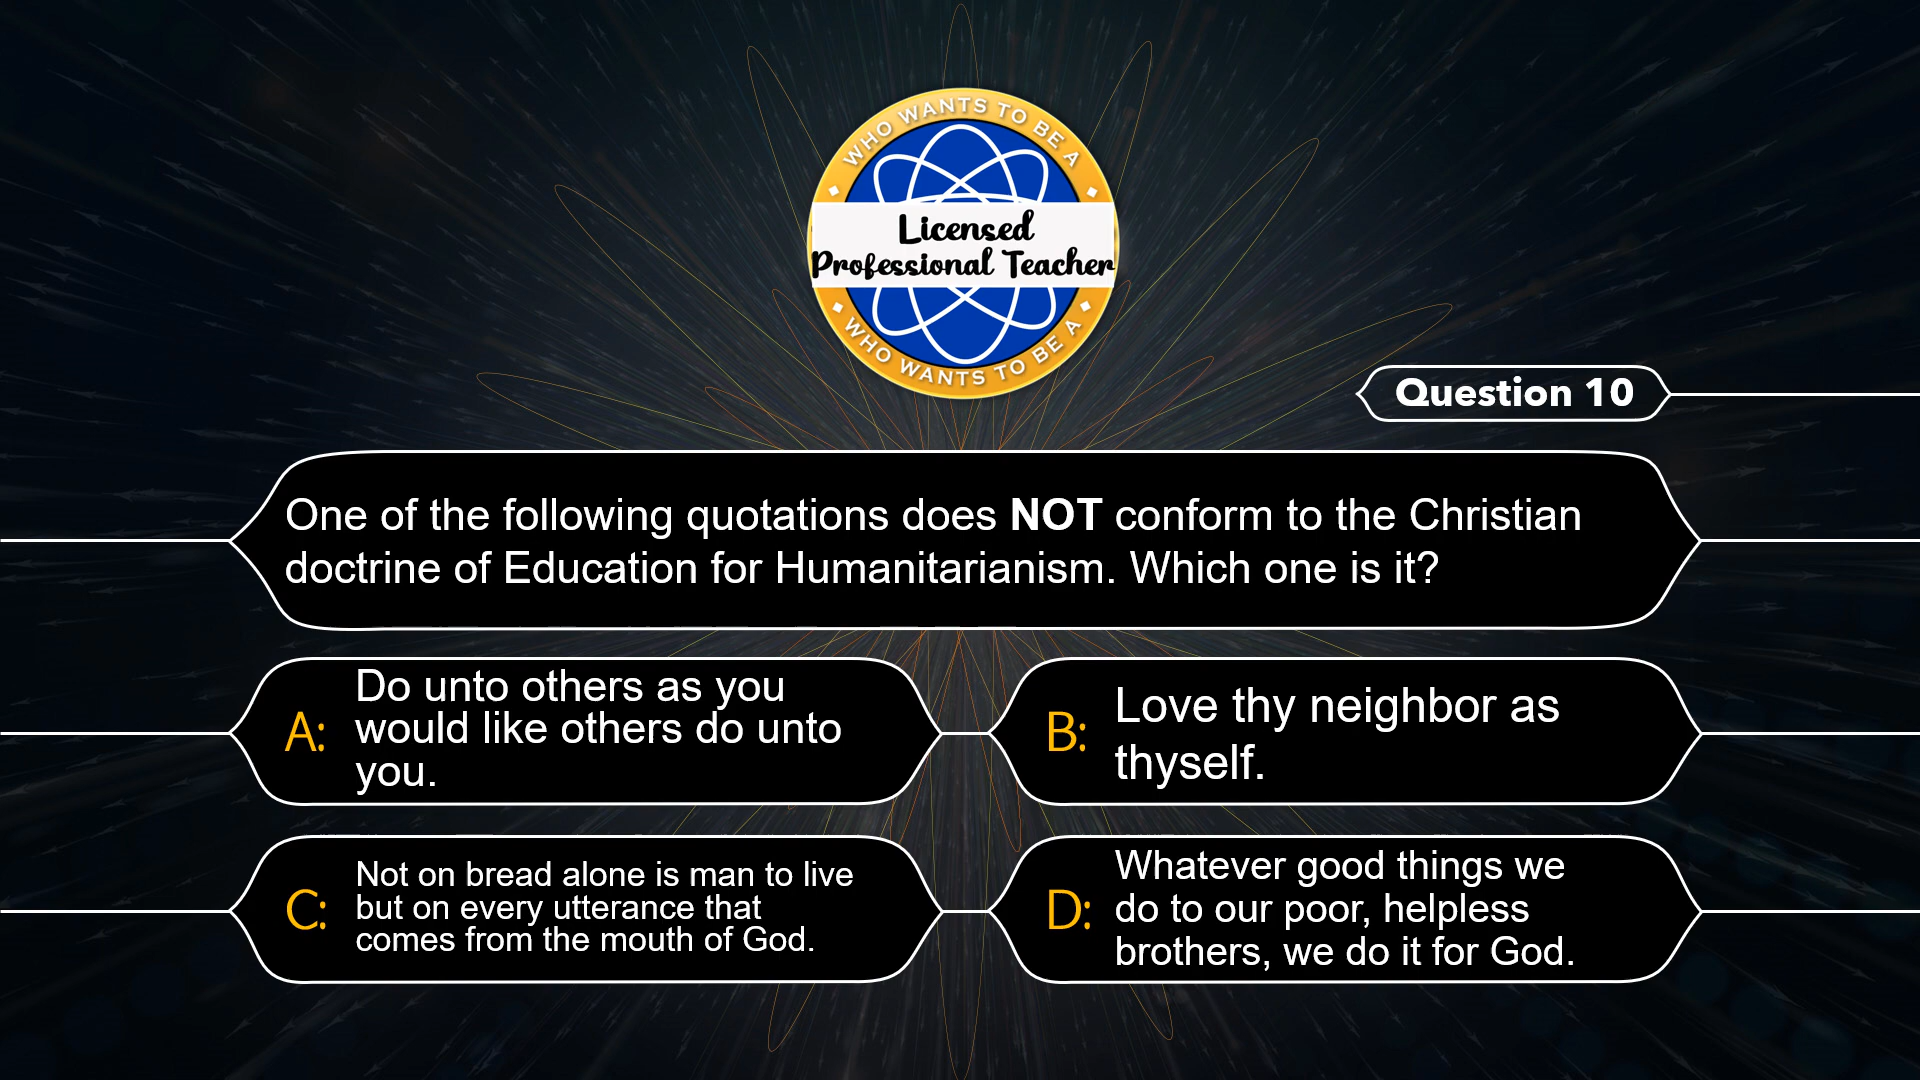 WHO WANTS TO BE A
Licensed
Professional Teacher
WHO WANTS TO BE A
Question 10
One of the following quotations does NOT conform to the Christian
doctrine of Education for Humanitarianism. Which one is it?
A:
Do unto others as you
would like others do unto
you.
B:
Love thy neighbor as
thyself.
C:
Not on bread alone is man to live
but on every utterance that
comes from the mouth of God.
D:
Whatever good things we
do to our poor, helpless
brothers, we do it for God.